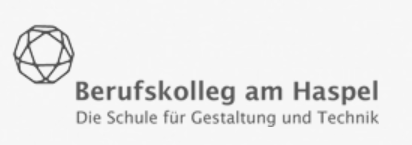 Berufskolleg am Haspel
Die Schule für Gestaltung und Technik